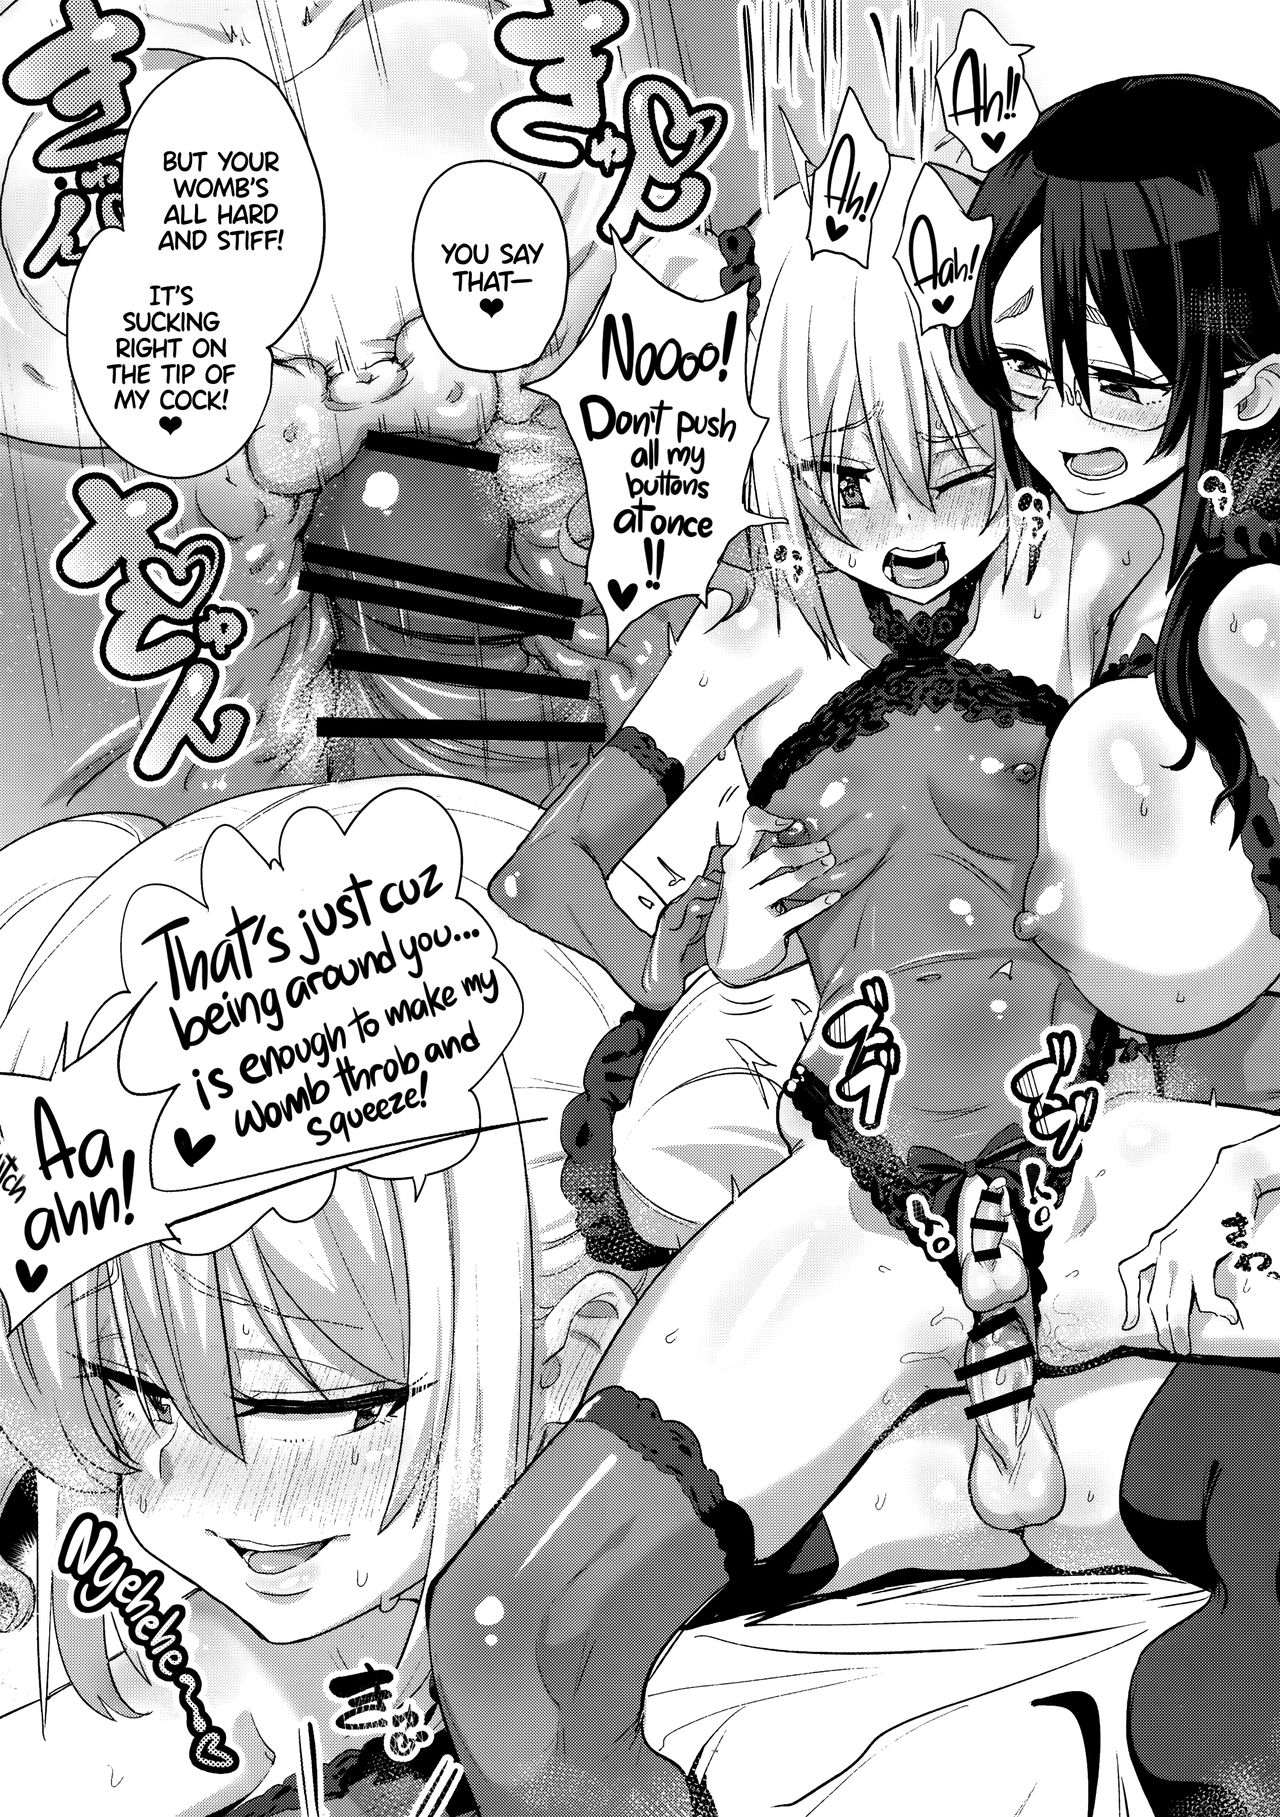 Ah!!
Ah!
Aah!
YOU SAY
THAT—
BUT YOUR
WOMB'S
ALL HARD
AND STIFF!
IT'S
SUCKING
RIGHT ON
THE TIP OF
MY COCK!
Noooo!
Don't push
all my
buttons
at once
!!
That's just cuz
being around you...
is enough to make my
womb throb and
squeeze!
Aa
ahn!
Nyehehe~